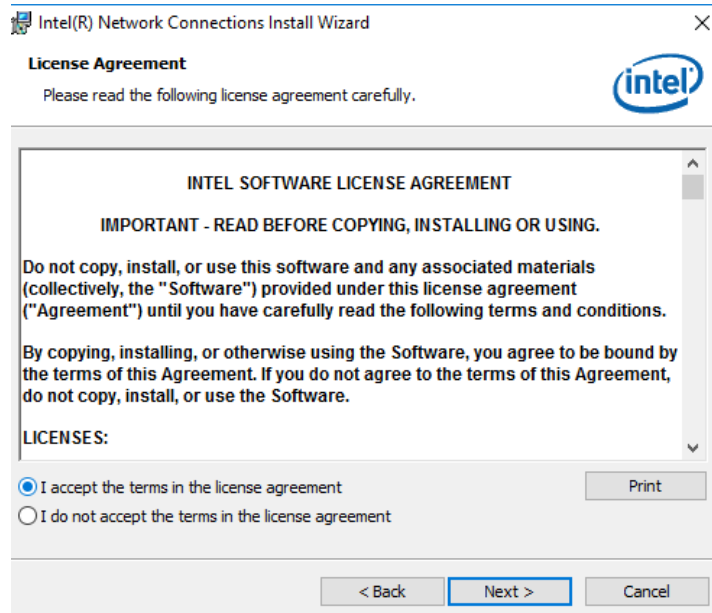 Intel(R) Network Connections Install Wizard
License Agreement
Please read the following license agreement carefully.
intel
INTEL SOFTWARE LICENSE AGREEMENT
IMPORTANT - READ BEFORE COPYING, INSTALLING OR USING.
Do not copy, install, or use this software and any associated materials
(collectively, the "Software") provided under this license agreement
("Agreement") until you have carefully read the following terms and conditions.
By copying, installing, or otherwise using the Software, you agree to be bound by
the terms of this Agreement. If you do not agree to the terms of this Agreement,
do not copy, install, or use the Software.
LICENSES:
I accept the terms in the license agreement
Print
I do not accept the terms in the license agreement
< Back
Next >
Cancel